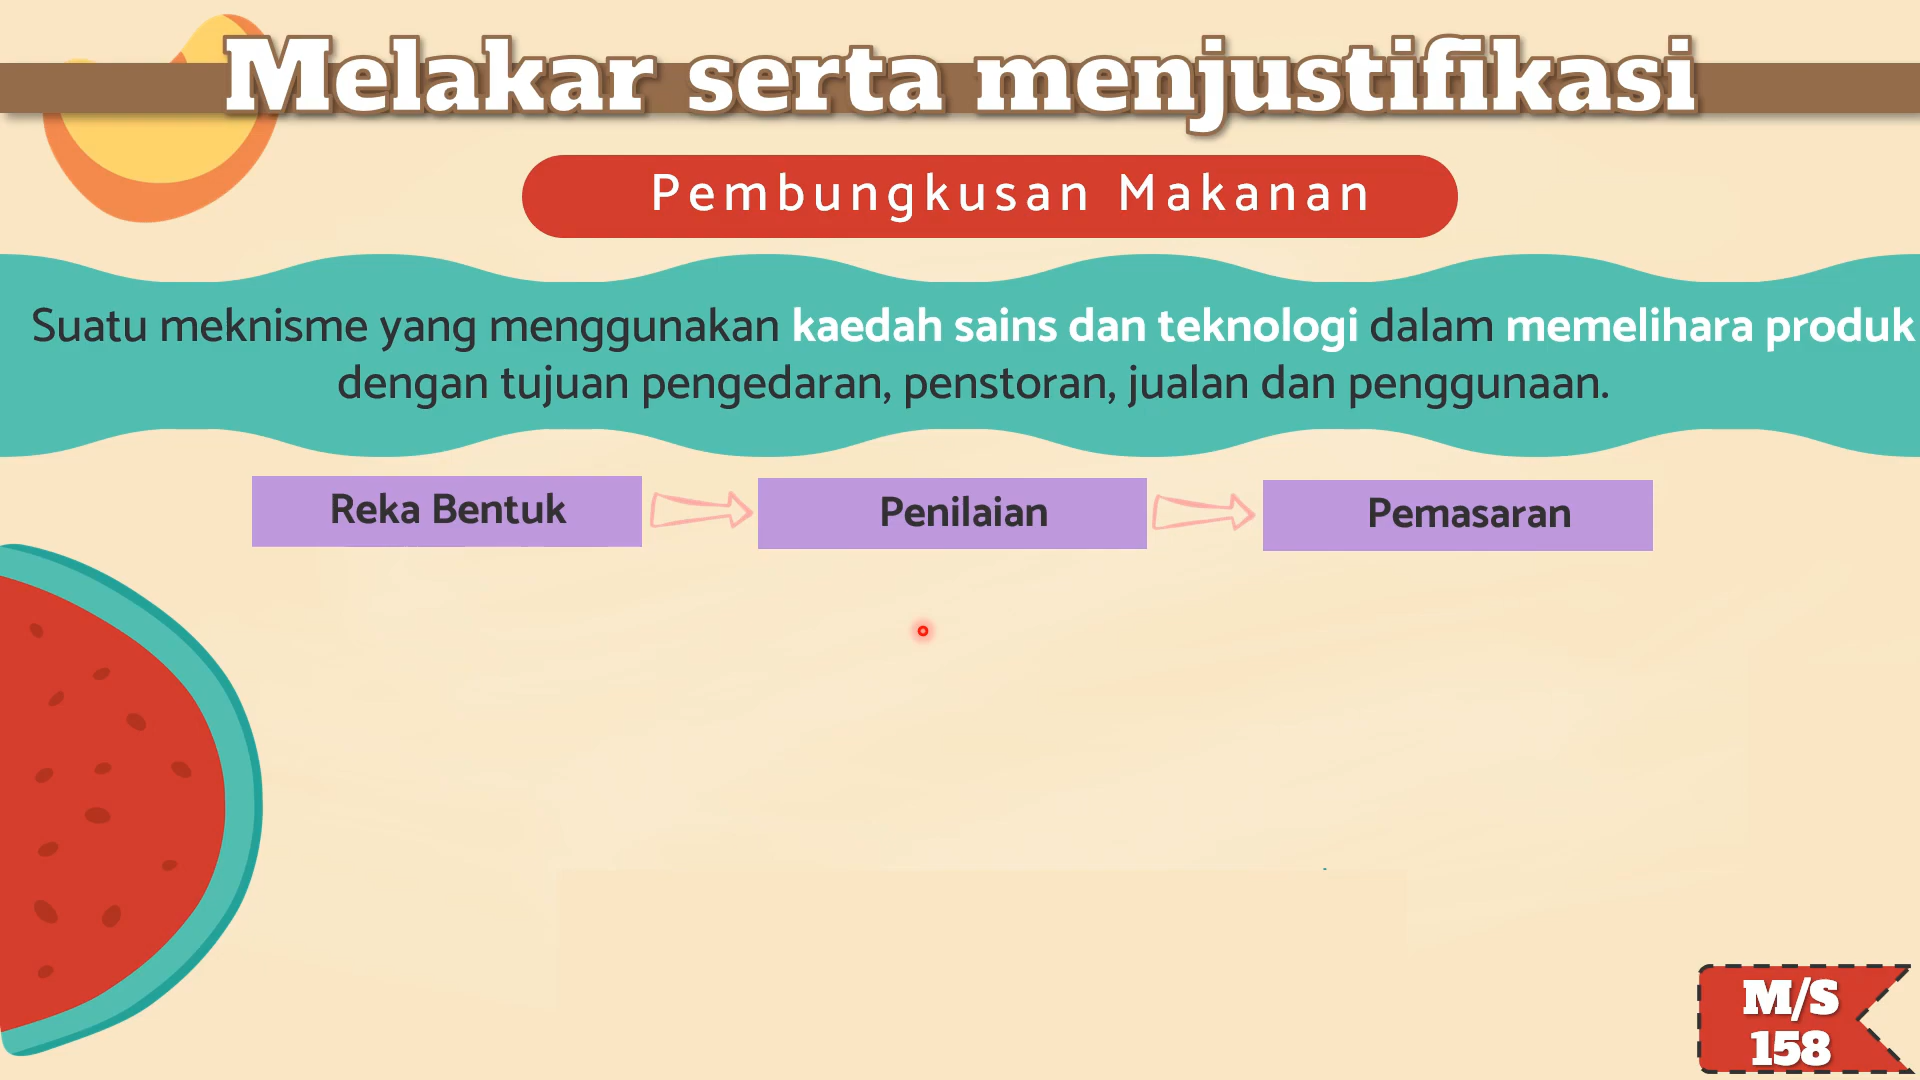 Melakar serta menjustifikasi
Pembungkusan Makanan
Suatu meknisme yang menggunakan kaedah sains dan teknologi dalam memelihara produk
dengan tujuan pengedaran, penstoran, jualan dan penggunaan.
Reka Bentuk
Penilaian
Pemasaran
M/S
158